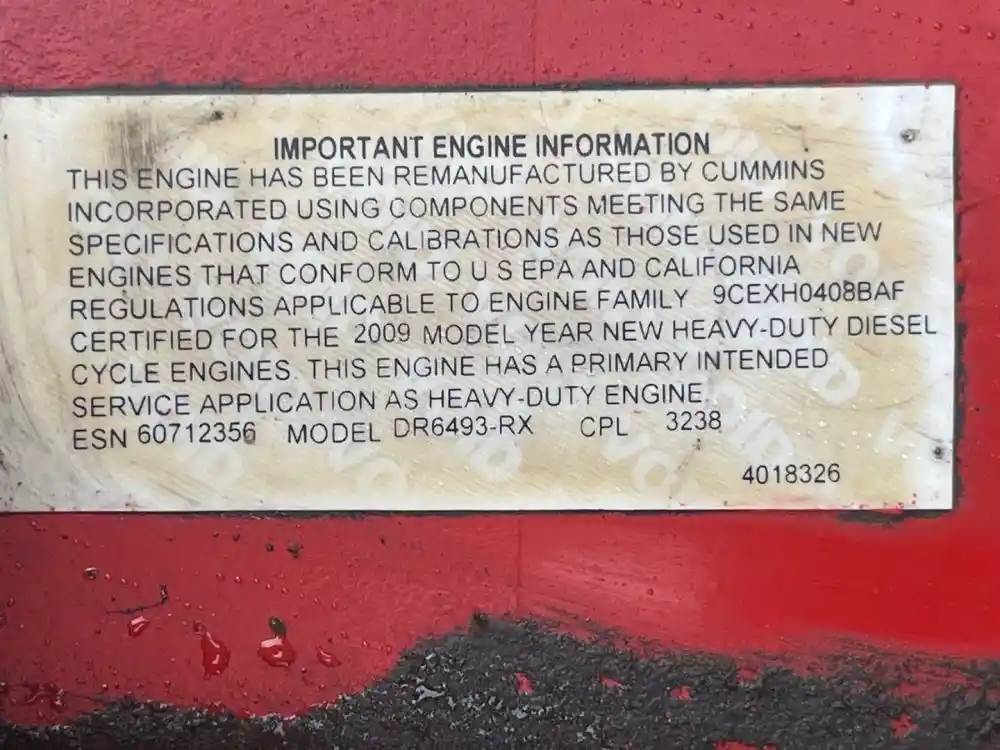 IMPORTANT ENGINE INFORMATION
THIS ENGINE HAS BEEN REMANUFACTURED BY CUMMINS
INCORPORATED USING COMPONENTS MEETING THE SAME
SPECIFICATIONS AND CALIBRATIONS AS THOSE USED IN NEW
ENGINES THAT CONFORM TO U S EPA AND CALIFORNIA
REGULATIONS APPLICABLE TO ENGINE FAMILY 9CEXH0408BAF
CERTIFIED FOR THE 2009 MODEL YEAR NEW HEAVY-DUTY DIESEL
CYCLE ENGINES. THIS ENGINE HAS A PRIMARY INTENDED
SERVICE APPLICATION AS HEAVY-DUTY ENGINE
ESN 60712356 MODEL DR6493-RX CPL 3238
4018326